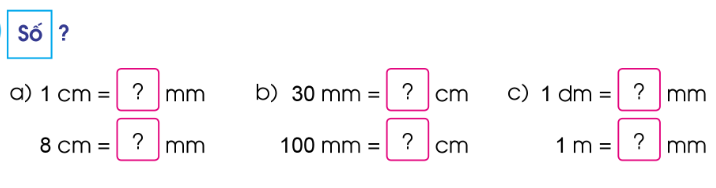 Số ?
a) 1 cm = ? mm b) 30 mm = ? cm c) 1 dm = ? mm
8 cm = ? mm 100 mm = ? cm 1 m = ? mm